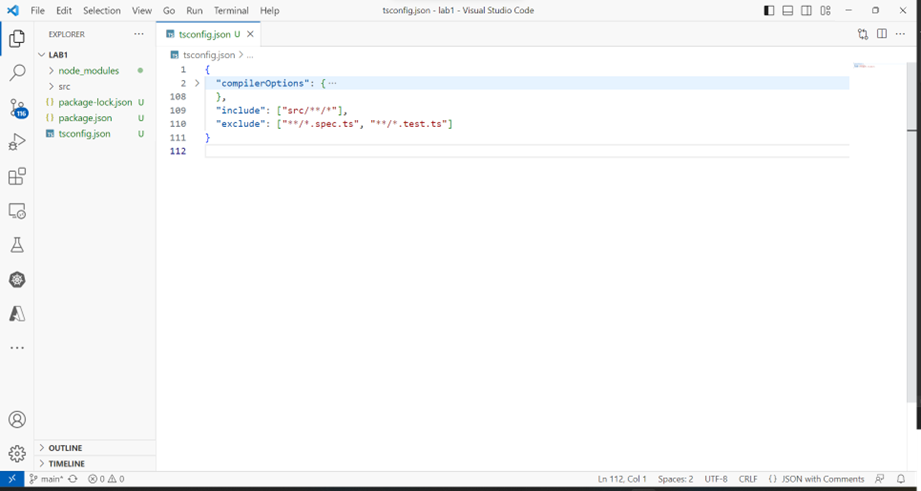 File Edit Selection View Go Run Terminal Help
tsconfig.json - lab1 - Visual Studio Code
EXPLORER ···
tsconfig.json U
LAB1
node_modules
src
package-lock.json U
package.json U
tsconfig.json U
116
tsconfig.json > ...
1 {
2 "compilerOptions": { ···
108 },
109 "include": ["src/**/*"],
110 "exclude": ["**/*.spec.ts", "**/*.test.ts"]
111 }
112
OUTLINE
TIMELINE
main* 0 0
Ln 112, Col 1 Spaces: 2 UTF-8 CRLF {} JSON with Comments